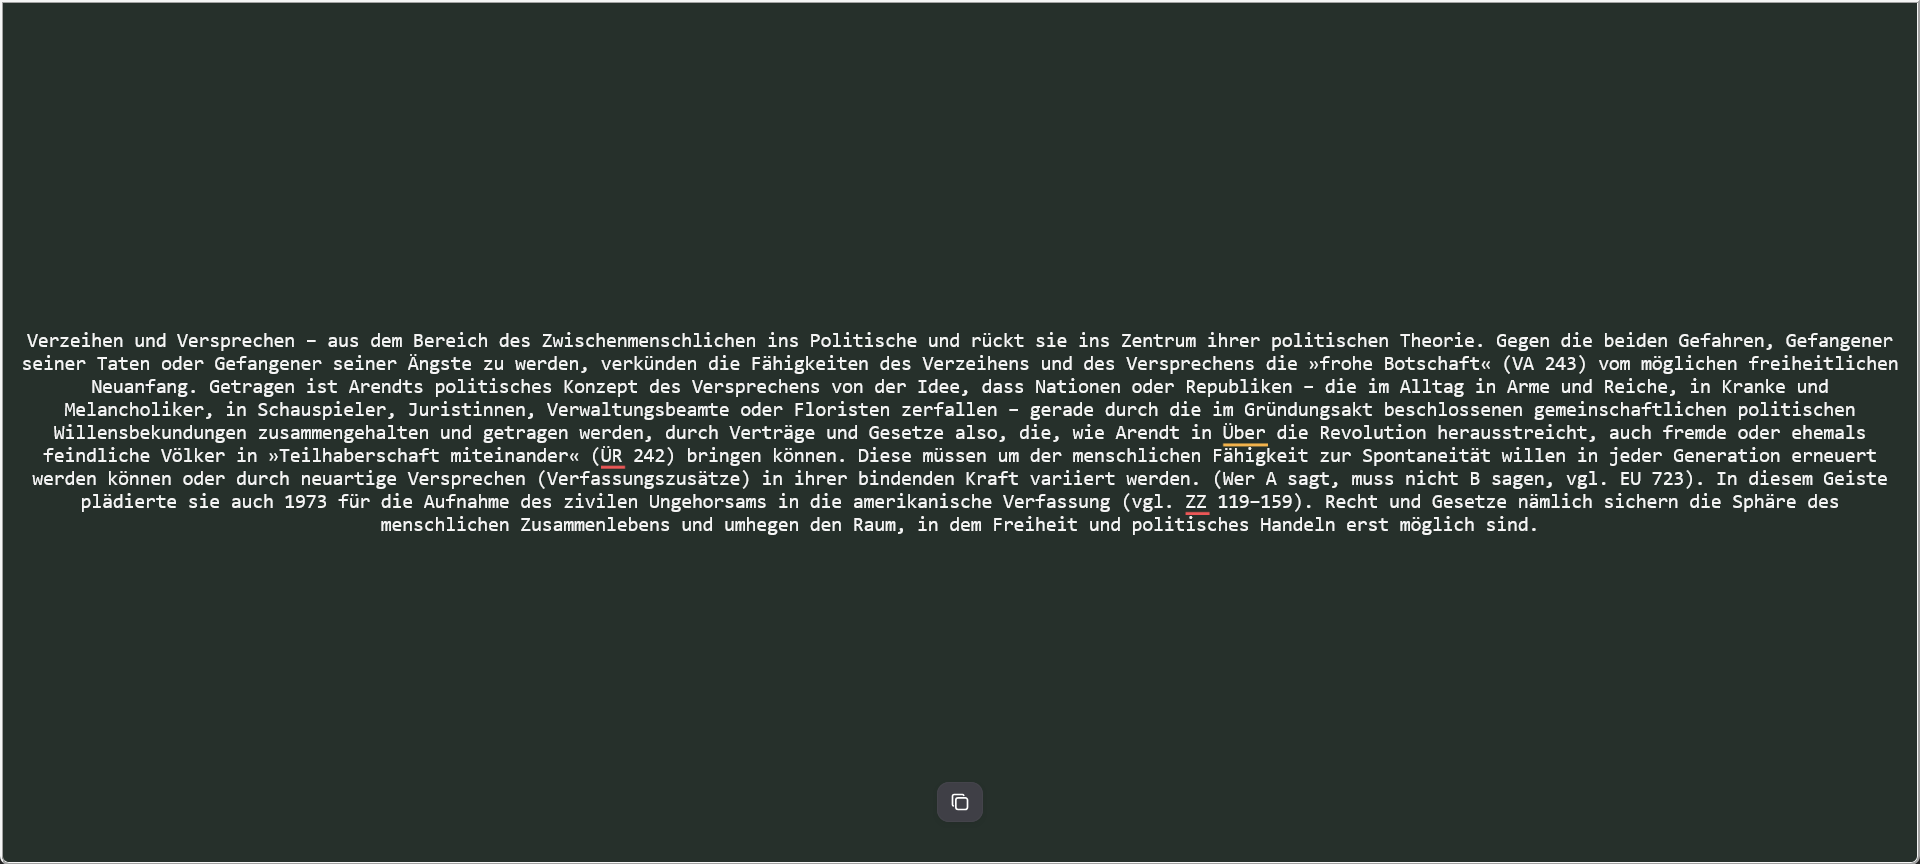 Verzeihen und Versprechen – aus dem Bereich des Zwischenmenschlichen ins Politische und rückt sie ins Zentrum ihrer politischen Theorie. Gegen die beiden Gefahren, Gefangener
seiner Taten oder Gefangener seiner Ängste zu werden, verkünden die Fähigkeiten des Verzeihens und des Versprechens die »frohe Botschaft« (VA 243) vom möglichen freiheitlichen
Neuanfang. Getragen ist Arendts politisches Konzept des Versprechens von der Idee, dass Nationen oder Republiken – die im Alltag in Arme und Reiche, in Kranke und
Melancholiker, in Schauspieler, Juristinnen, Verwaltungsbeamte oder Floristen zerfallen – gerade durch die im Gründungsakt beschlossenen gemeinschaftlichen politischen
Willensbekundungen zusammengehalten und getragen werden, durch Verträge und Gesetze also, die, wie Arendt in Über die Revolution herausstreicht, auch fremde oder ehemals
feindliche Völker in »Teilhaberschaft miteinander« (ÜR 242) bringen können. Diese müssen um der menschlichen Fähigkeit zur Spontaneität willen in jeder Generation erneuert
werden können oder durch neuartige Versprechen (Verfassungszusätze) in ihrer bindenden Kraft variiert werden. (Wer A sagt, muss nicht B sagen, vgl. EU 723). In diesem Geiste
plädierte sie auch 1973 für die Aufnahme des zivilen Ungehorsams in die amerikanische Verfassung (vgl. ZZ 119–159). Recht und Gesetze nämlich sichern die Sphäre des
menschlichen Zusammenlebens und umhegen den Raum, in dem Freiheit und politisches Handeln erst möglich sind.